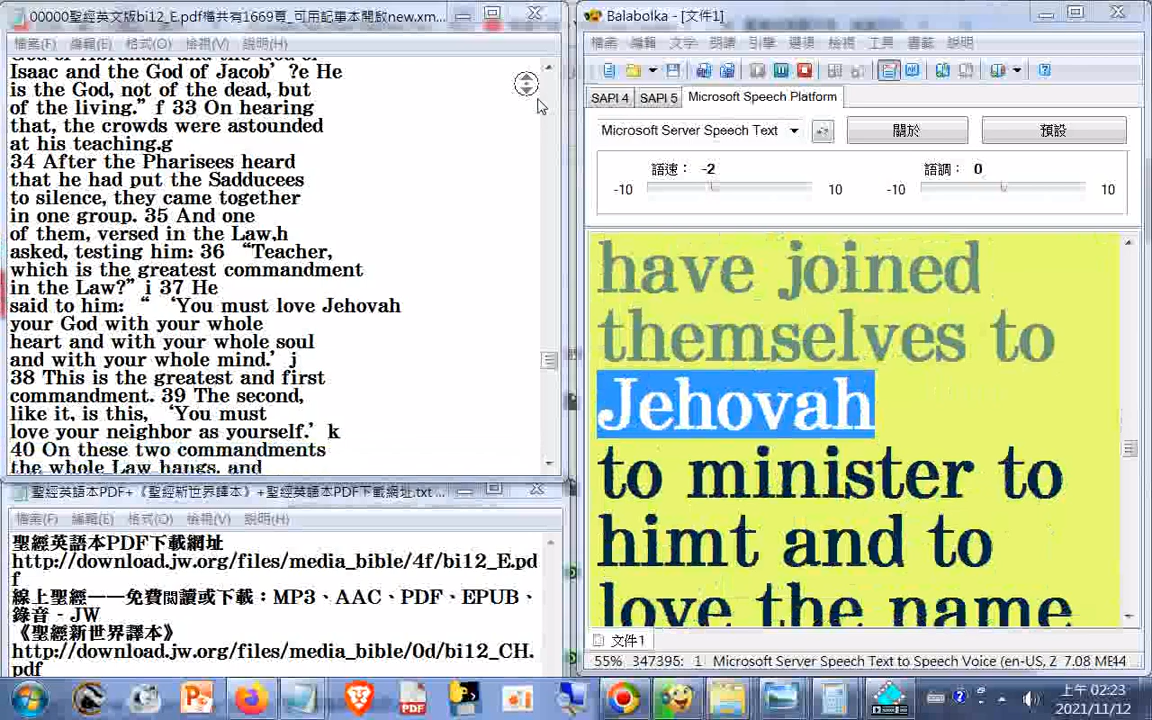 00000聖經英文版bi12_E.pdf檔共有1669頁_可用記事本開啟new.xm...
檔案(F) 編輯(E) 格式(O) 檢視(V) 說明(H)
God of Abraham and the God of
Isaac and the God of Jacob’ ?e He
is the God, not of the dead, but
of the living.” f 33 On hearing
that, the crowds were astounded
at his teaching.g
34 After the Pharisees heard
that he had put the Sadducees
to silence, they came together
in one group. 35 And one
of them, versed in the Law,h
asked, testing him: 36 “Teacher,
which is the greatest commandment
in the Law?” i 37 He
said to him: “ ‘You must love Jehovah
your God with your whole
heart and with your whole soul
and with your whole mind.’ j
38 This is the greatest and first
commandment. 39 The second,
like it, is this, ‘You must
love your neighbor as yourself.’ k
40 On these two commandments
the whole Law hangs, and
聖經英語本PDF+《聖經新世界譯本》+聖經英語本PDF下載網址.txt ...
檔案(F) 編輯(E) 格式(O) 檢視(V) 說明(H)
聖經英語本PDF下載網址
http://download.jw.org/files/media_bible/4f/bi12_E.pd
f
線上聖經——免費閱讀或下載：MP3、AAC、PDF、EPUB、
錄音 - JW
《聖經新世界譯本》
http://download.jw.org/files/media_bible/0d/bi12_CH.
pdf
Balabolka - [文件1]
檔案 編輯 文字 朗讀 引擎 選項 檢視 工具 書籤 說明
SAPI 4 SAPI 5 Microsoft Speech Platform
Microsoft Server Speech Text 關於 預設
語速： -2 語調： 0
-10 10 -10 10
have joined
themselves to
Jehovah
to minister to
himt and to
love the name
文件1
55% 347395: 1 Microsoft Server Speech Text to Speech Voice (en-US, Z 7.08 ME44
上午 02:23
2021/11/12